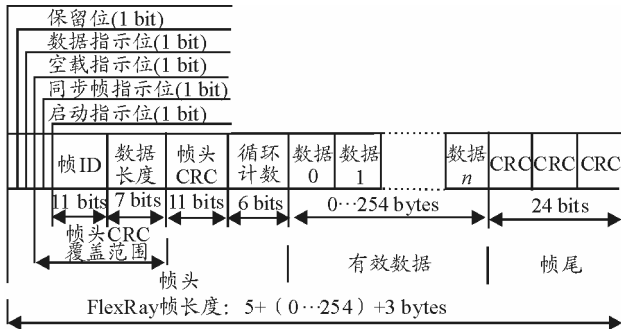 保留位(1 bit)
数据指示位(1 bit)
空载指示位(1 bit)
同步帧指示位(1 bit)
启动指示位(1 bit)
帧ID
数据长度
帧头CRC
循环计数
数据0
数据1
数据n
CRC
CRC
CRC
11 bits
7 bits
11 bits
6 bits
0…254 bytes
24 bits
帧头CRC
覆盖范围
帧头
有效数据
帧尾
FlexRay帧长度：5+（0…254）+3 bytes